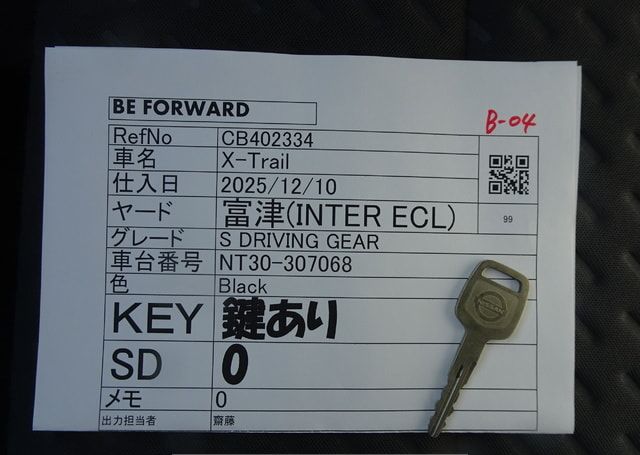 BE FORWARD
B-04
RefNo CB402334
車名 X-Trail
仕入日 2025/12/10
ヤード 富津(INTER ECL)
99
グレード S DRIVING GEAR
車台番号 NT30-307068
色 Black
KEY 鍵あり
SD 0
メモ 0
出力担当者 齋藤
NISSAN